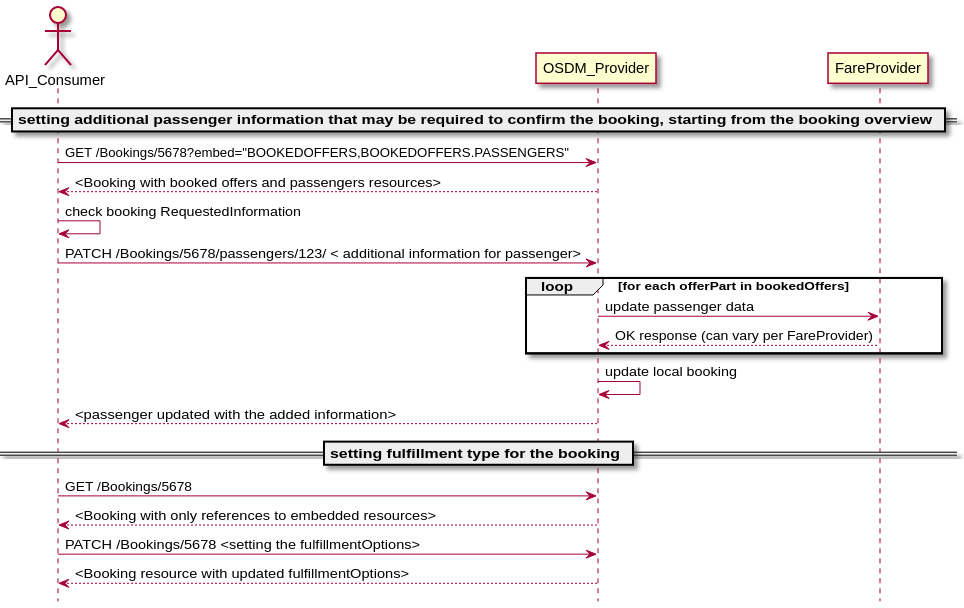 API_Consumer
OSDM_Provider
FareProvider
setting additional passenger information that may be required to confirm the booking, starting from the booking overview
GET /Bookings/5678?embed="BOOKEDOFFERS,BOOKEDOFFERS.PASSENGERS"
<Booking with booked offers and passengers resources>
check booking RequestedInformation
PATCH /Bookings/5678/passengers/123/ < additional information for passenger>
loop
[for each offerPart in bookedOffers]
update passenger data
OK response (can vary per FareProvider)
update local booking
<passenger updated with the added information>
setting fulfillment type for the booking
GET /Bookings/5678
<Booking with only references to embedded resources>
PATCH /Bookings/5678 <setting the fulfillmentOptions>
<Booking resource with updated fulfillmentOptions>